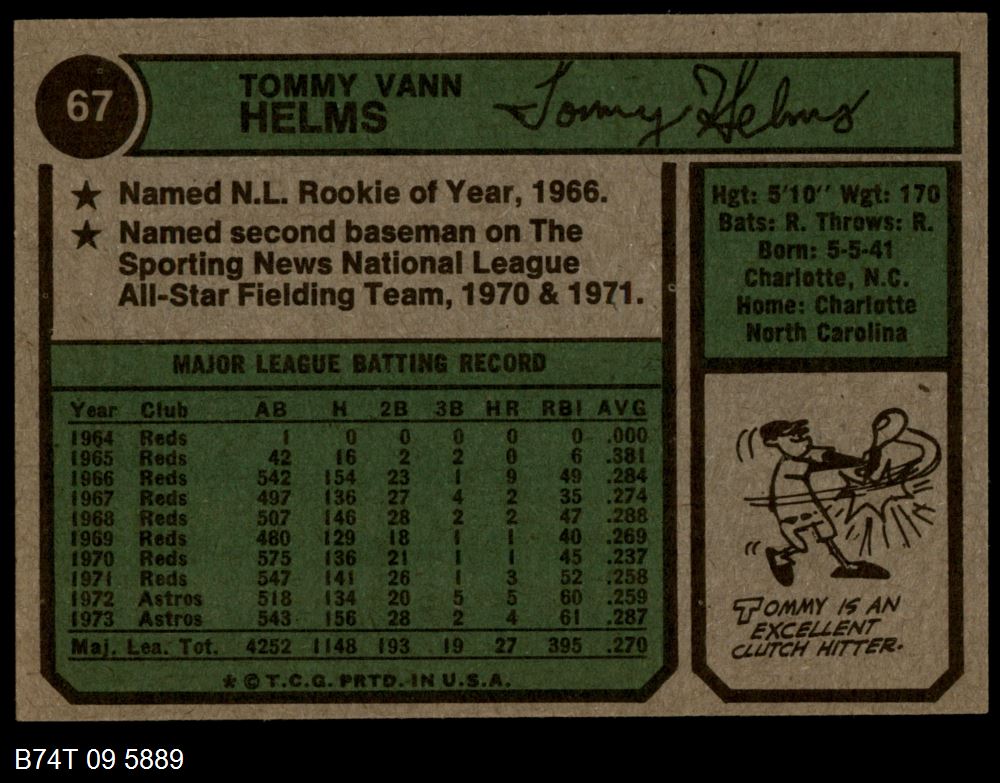 67
TOMMY VANN
HELMS
Tommy Helms
★ Named N.L. Rookie of Year, 1966.
★ Named second baseman on The
Sporting News National League
All-Star Fielding Team, 1970 & 1971.
Hgt: 5'10'' Wgt: 170
Bats: R. Throws: R.
Born: 5-5-41
Charlotte, N.C.
Home: Charlotte
North Carolina
MAJOR LEAGUE BATTING RECORD
Year Club AB H 2B 3B HR RBI AVG
1964 Reds 1 0 0 0 0 0 .000
1965 Reds 42 16 2 2 0 6 .381
1966 Reds 542 154 23 1 9 49 .284
1967 Reds 497 136 27 4 2 35 .274
1968 Reds 507 146 28 2 2 47 .288
1969 Reds 480 129 18 1 1 40 .269
1970 Reds 575 136 21 1 1 45 .237
1971 Reds 547 141 26 1 3 52 .258
1972 Astros 518 134 20 5 5 60 .259
1973 Astros 543 156 28 2 4 61 .287
Maj. Lea. Tot. 4252 1148 193 19 27 395 .270
* © T.C.G. PRTD. IN U.S.A.
TOMMY IS AN
EXCELLENT
CLUTCH HITTER.
B74T 09 5889